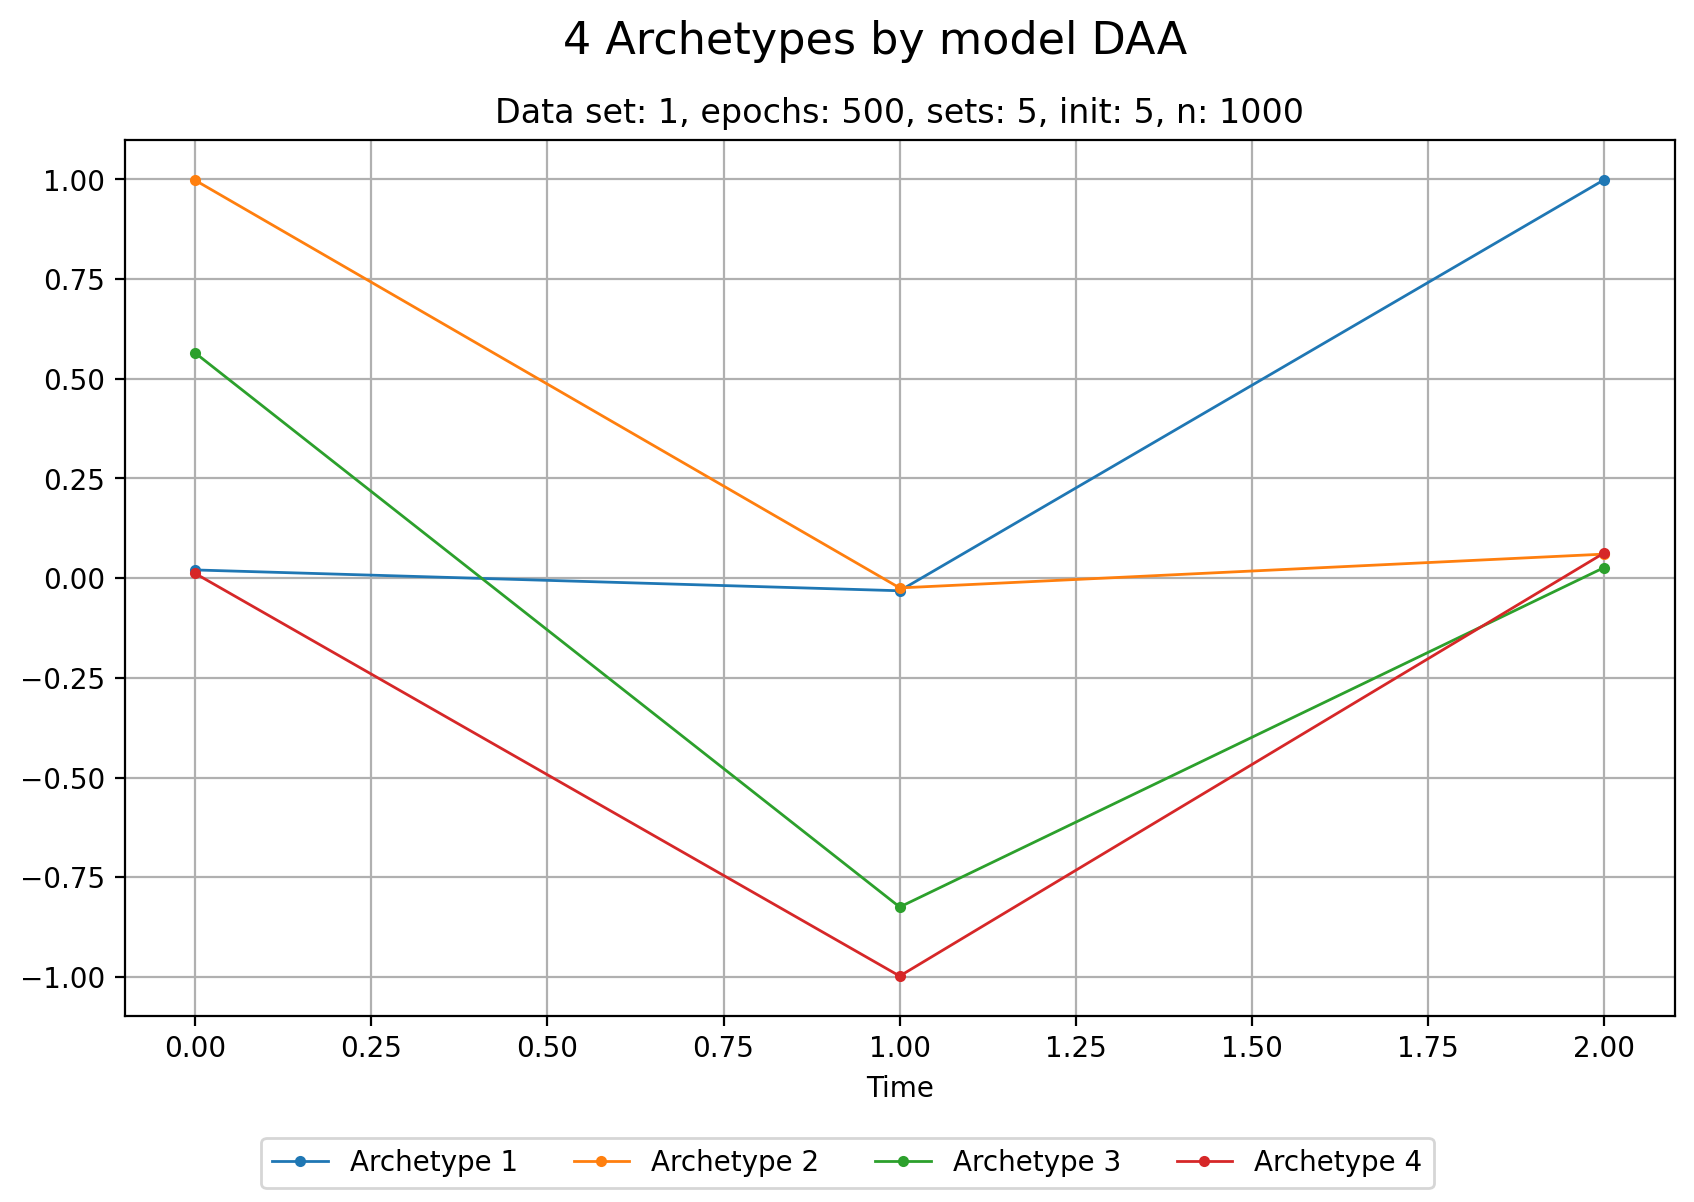 4 Archetypes by model DAA
Data set: 1, epochs: 500, sets: 5, init: 5, n: 1000
1.00
0.75
0.50
0.25
0.00
−0.25
−0.50
−0.75
−1.00
0.00 0.25 0.50 0.75 1.00 1.25 1.50 1.75 2.00
Time
Archetype 1 Archetype 2 Archetype 3 Archetype 4